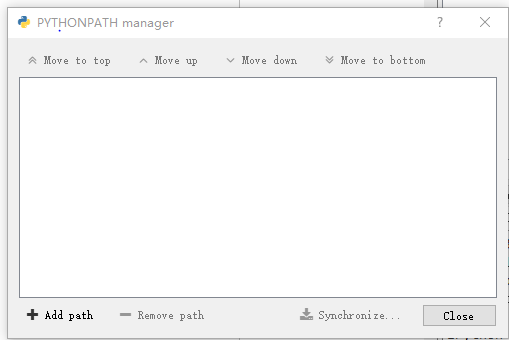 PYTHONPATH manager
Move to top Move up Move down Move to bottom
Add path Remove path Synchronize... Close